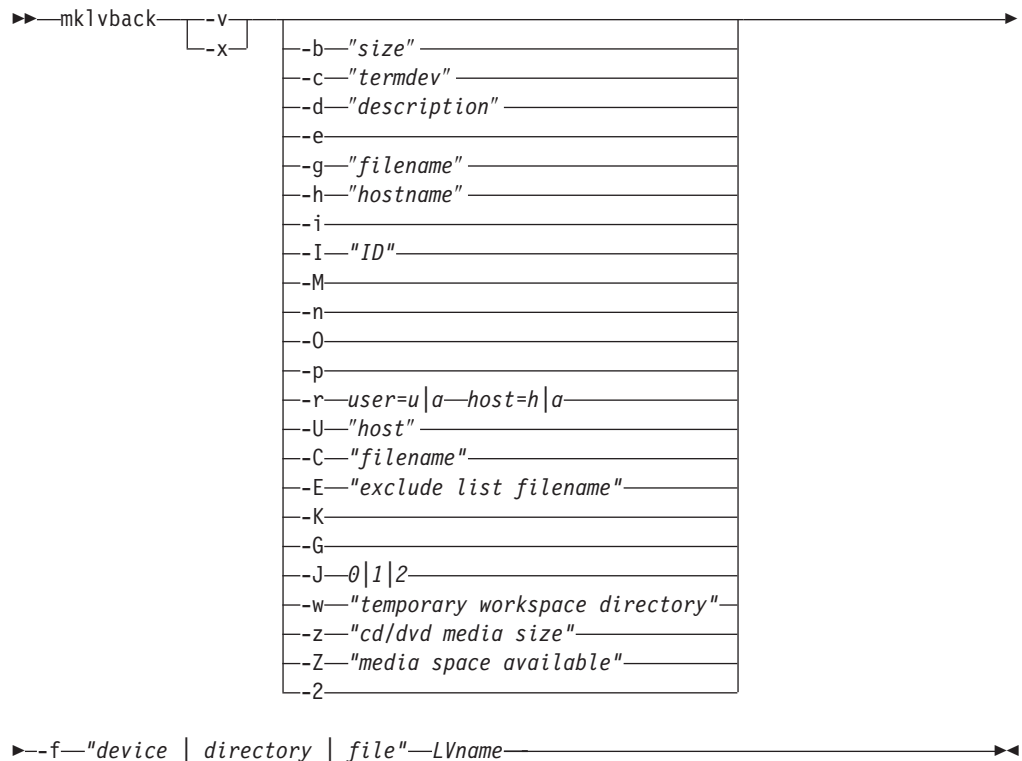 mklvback -v
-x
-b "size"
-c "termdev"
-d "description"
-e
-g "filename"
-h "hostname"
-i
-I "ID"
-M
-n
-O
-p
-r user=u|a host=h|a
-U "host"
-C "filename"
-E "exclude list filename"
-K
-G
-J 0|1|2
-w "temporary workspace directory"
-z "cd/dvd media size"
-Z "media space available"
-2
-f "device | directory | file" LVname